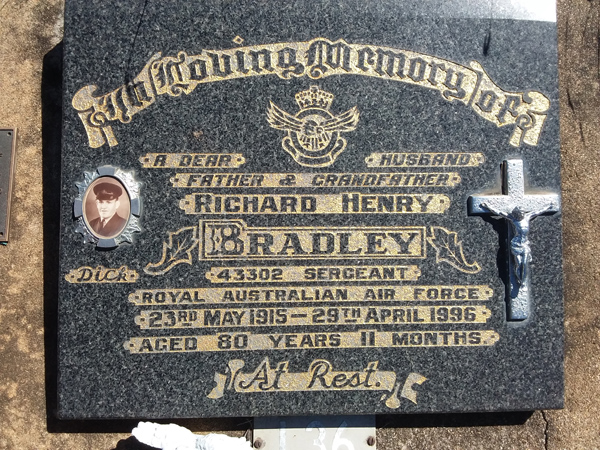 In Loving Memory of
A DEAR HUSBAND
FATHER & GRANDFATHER
RICHARD HENRY
BRADLEY
Dick 43302 SERGEANT
ROYAL AUSTRALIAN AIR FORCE
23RD MAY 1915 — 29TH APRIL 1996
AGED 80 YEARS 11 MONTHS
At Rest.
136